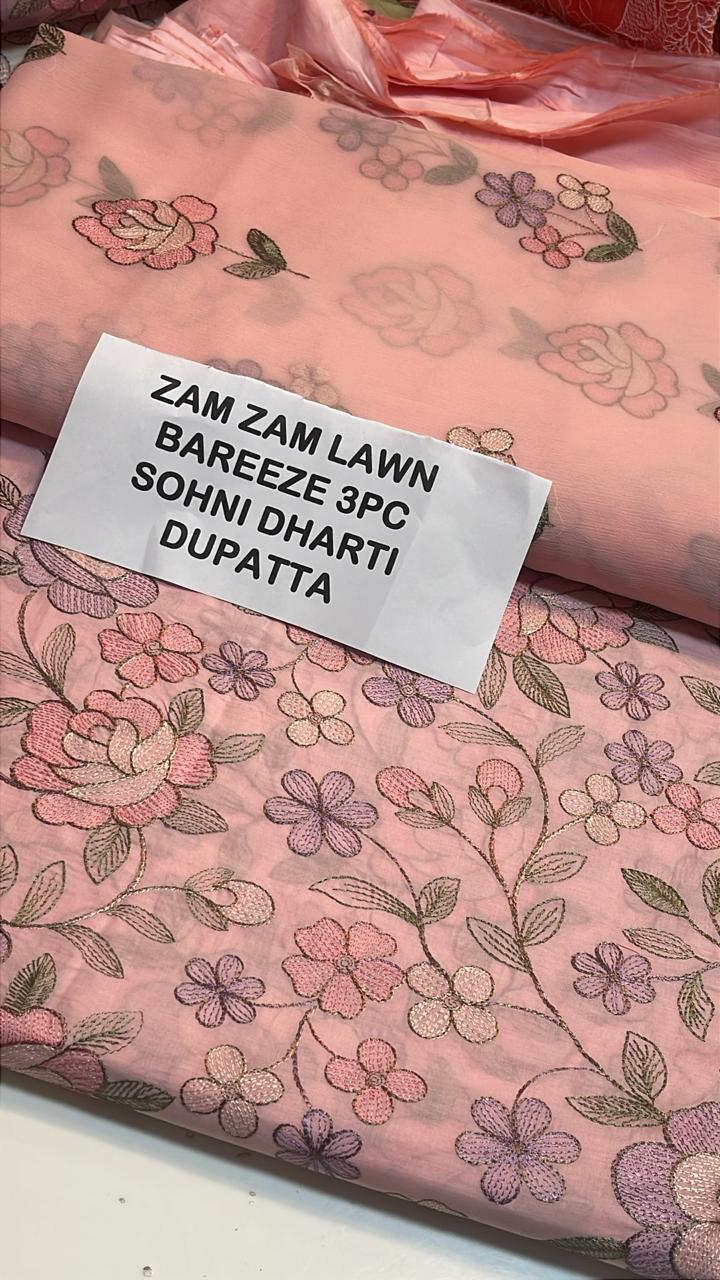 ZAM ZAM LAWN
BAREEZE 3PC
SOHNI DHARTI
DUPATTA